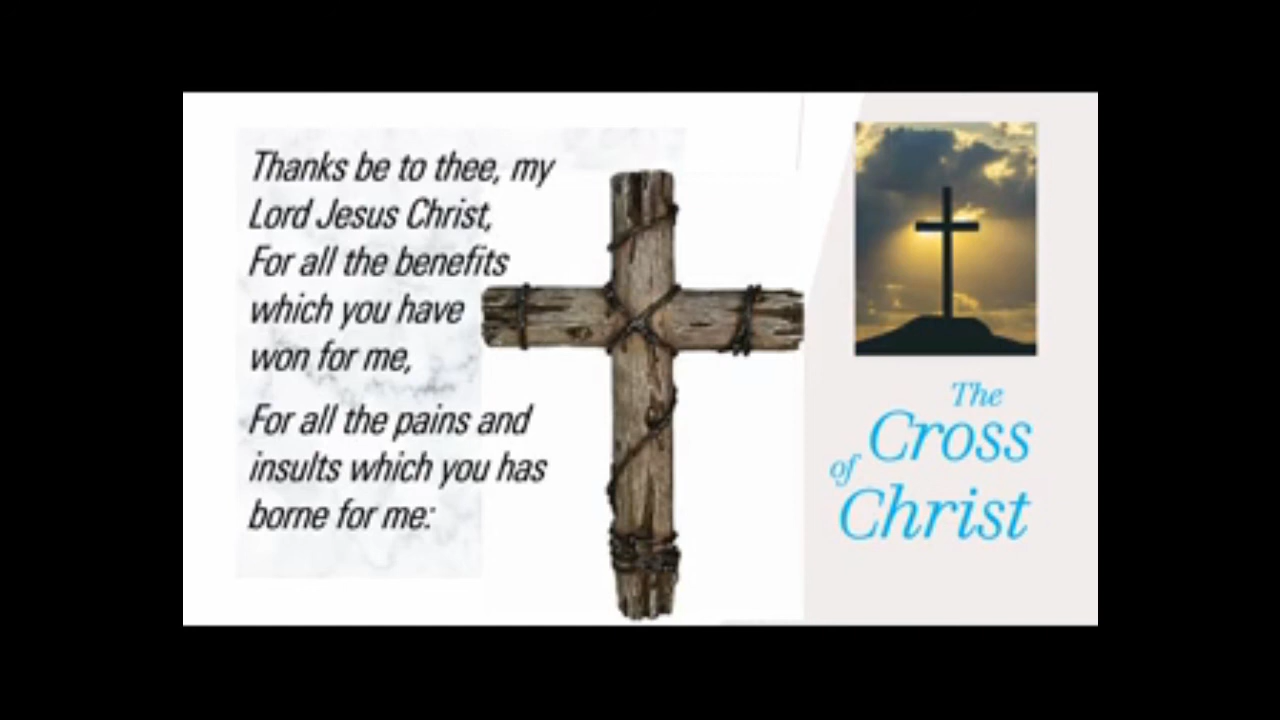 Thanks be to thee, my
Lord Jesus Christ,
For all the benefits
which you have
won for me,
For all the pains and
insults which you has
borne for me:
The
Cross
of
Christ